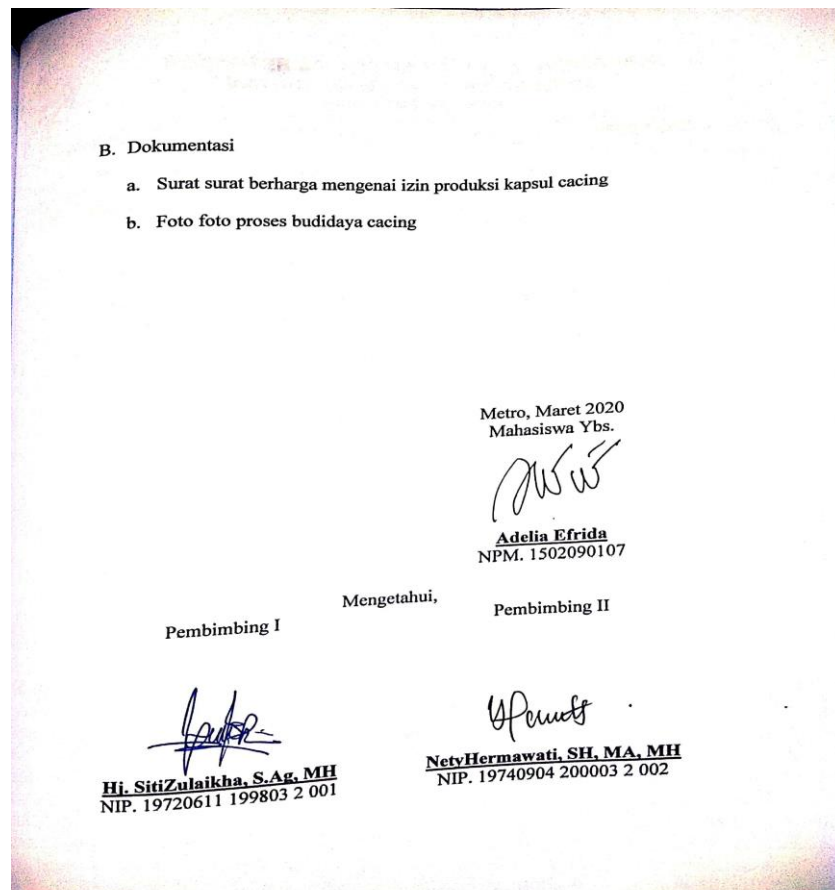 B. Dokumentasi
a. Surat surat berharga mengenai izin produksi kapsul cacing
b. Foto foto proses budidaya cacing
Metro, Maret 2020
Mahasiswa Ybs.
Adelia Efrida
NPM. 1502090107
Mengetahui,
Pembimbing I
Pembimbing II
Hj. SitiZulaikha, S.Ag, MH
NIP. 19720611 199803 2 001
NetyHermawati, SH, MA, MH
NIP. 19740904 200003 2 002